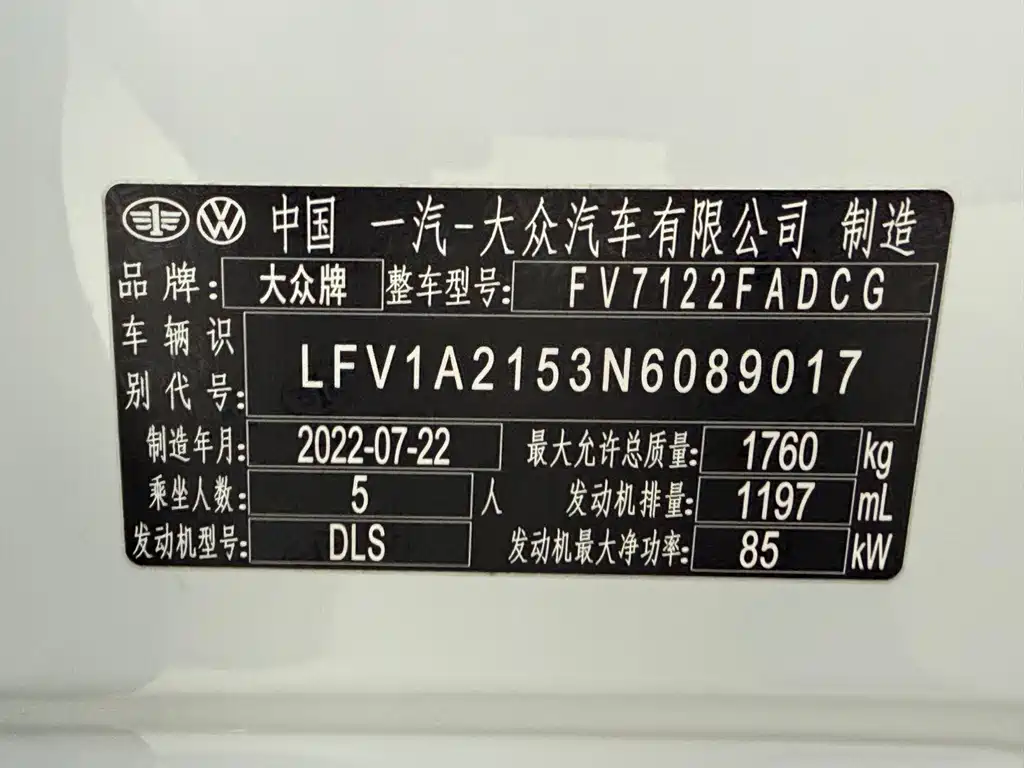 中国 一汽-大众汽车有限公司 制造
品牌: 大众牌 整车型号: FV7122FADCG
车辆识别代号: LFV1A2153N6089017
制造年月: 2022-07-22 最大允许总质量: 1760 kg
乘坐人数: 5 人 发动机排量: 1197 mL
发动机型号: DLS 发动机最大净功率: 85 kW